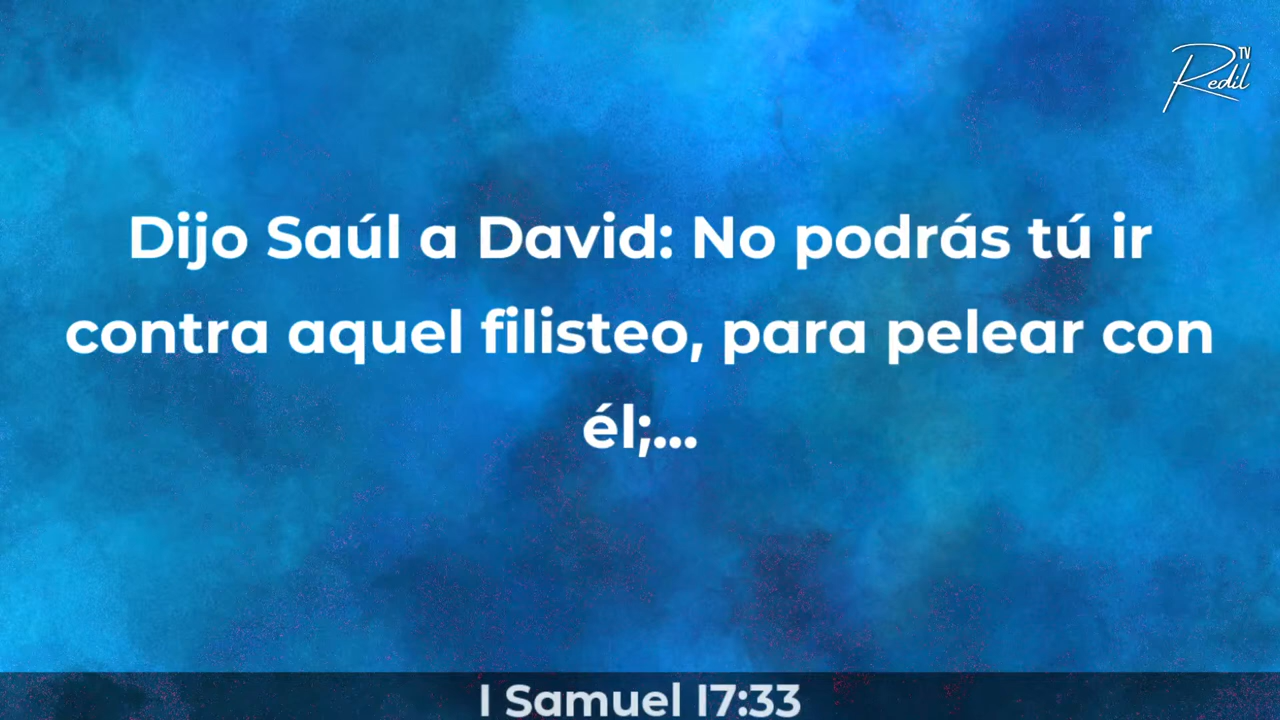 Redil TV
Dijo Saúl a David: No podrás tú ir
contra aquel filisteo, para pelear con
él;...
I Samuel 17:33